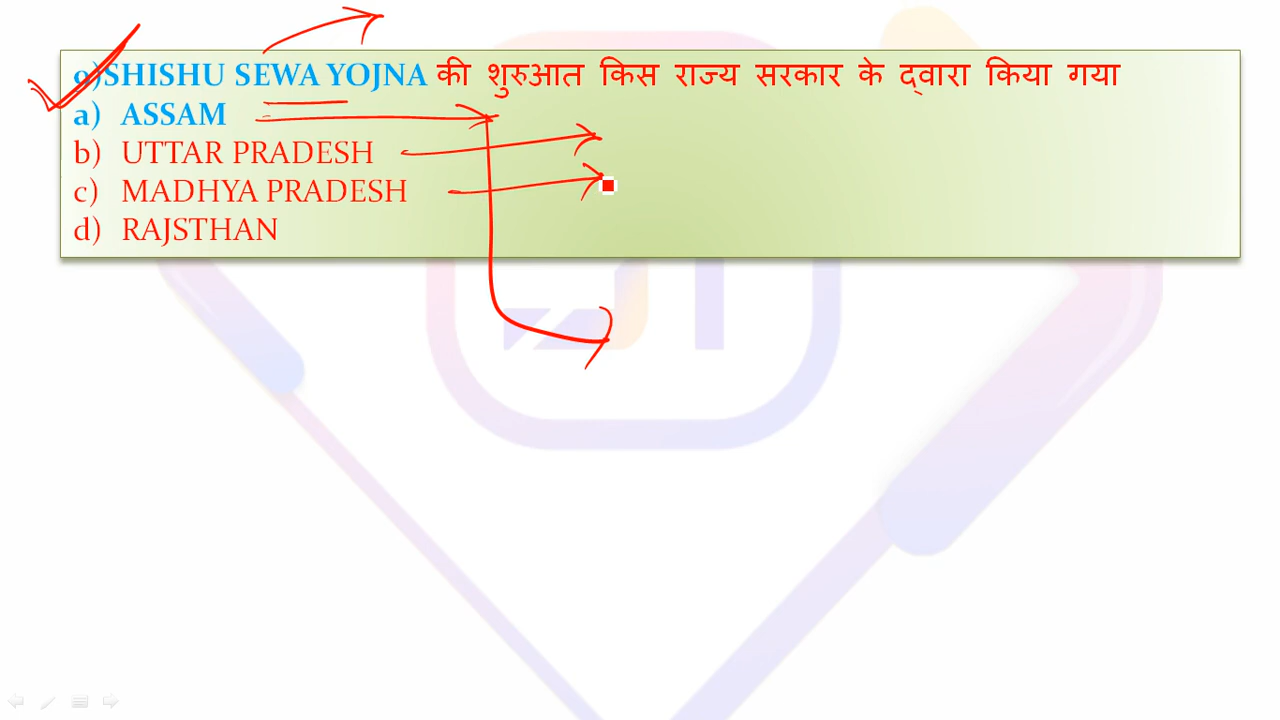 o)SHISHU SEWA YOJNA की शुरुआत किस राज्य सरकार के द्वारा किया गया
a) ASSAM
b) UTTAR PRADESH
c) MADHYA PRADESH
d) RAJSTHAN